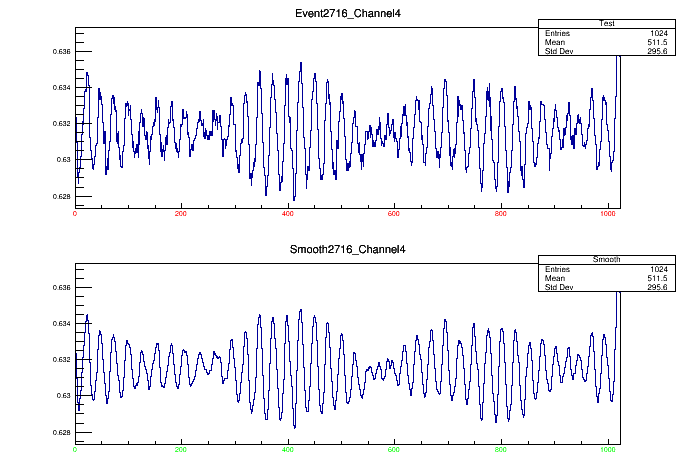 Event2716_Channel4
Test
Entries 1024
Mean 511.5
Std Dev 295.6
0.636
0.634
0.632
0.63
0.628
0 200 400 600 800 1000
Smooth2716_Channel4
Smooth
Entries 1024
Mean 511.5
Std Dev 295.6
0.636
0.634
0.632
0.63
0.628
0 200 400 600 800 1000